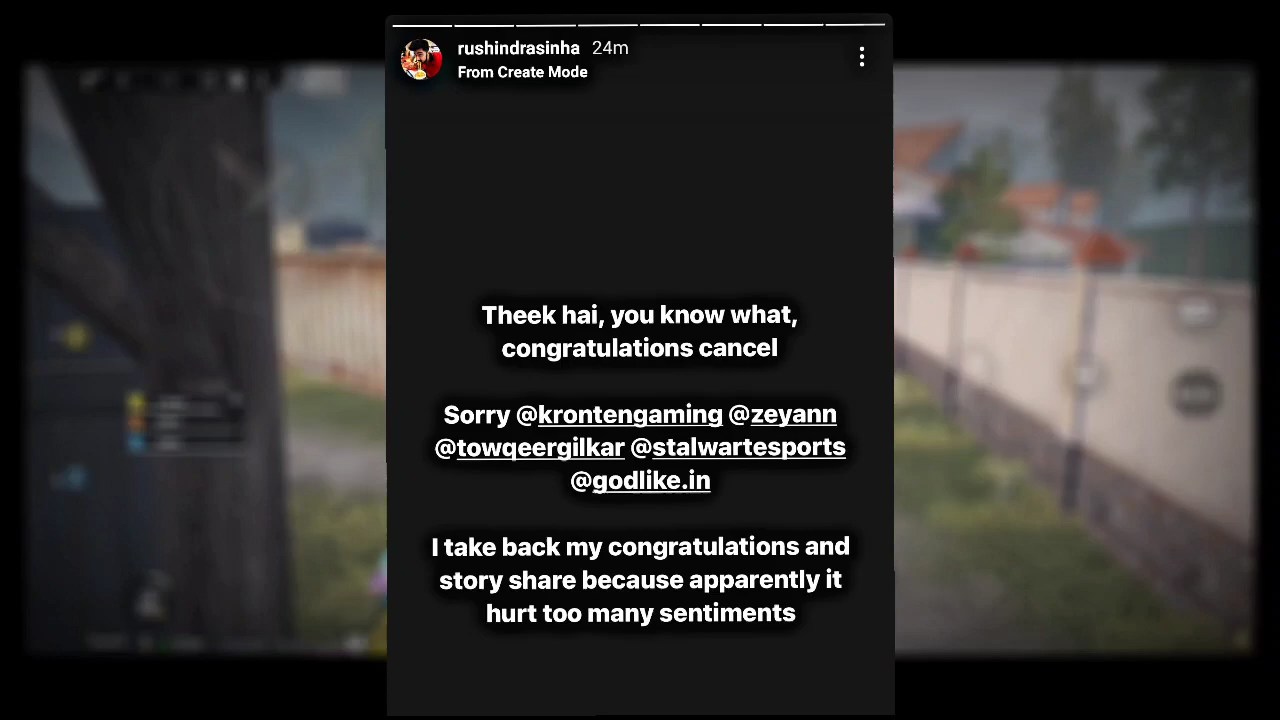 rushindrasinha 24m
From Create Mode
Theek hai, you know what,
congratulations cancel
Sorry @krontengaming @zeyann
@towqeergilkar @stalwartesports
@godlike.in
I take back my congratulations and
story share because apparently it
hurt too many sentiments